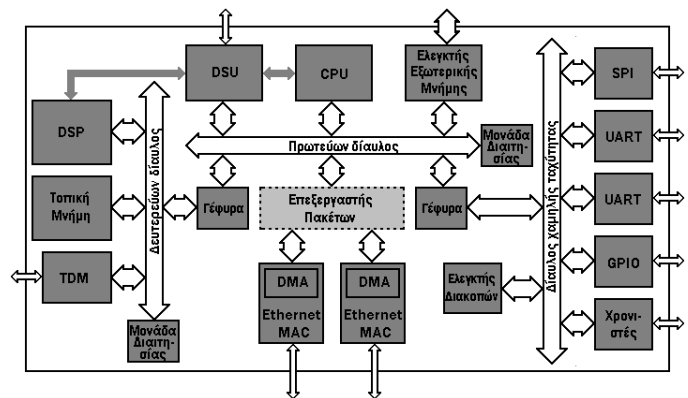 DSU
CPU
Ελεγκτής
Εξωτερικής
Μνήμης
SPI
DSP
Πρωτεύων δίαυλος
Μονάδα
Διαιτη-
σίας
UART
Τοπική
Μνήμη
Δευτερεύων δίαυλος
Γέφυρα
Επεξεργαστής
Πακέτων
Γέφυρα
Δίαυλος χαμηλής ταχύτητας
UART
TDM
DMA
Ethernet
MAC
DMA
Ethernet
MAC
Ελεγκτής
Διακοπών
GPIO
Μονάδα
Διαιτη-
σίας
Χρονι-
στές